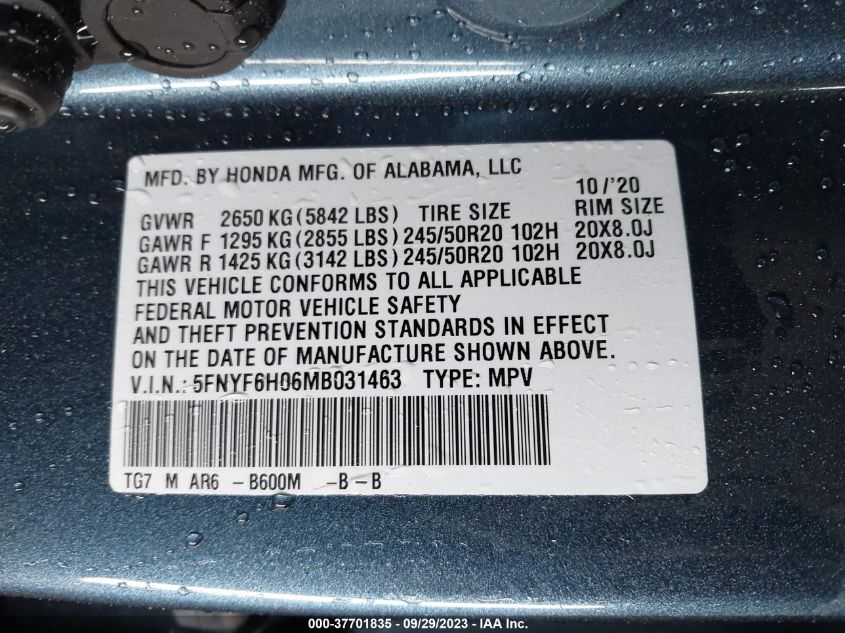 MFD. BY HONDA MFG. OF ALABAMA, LLC
10/'20
GVWR 2650 KG(5842 LBS) TIRE SIZE RIM SIZE
GAWR F 1295 KG(2855 LBS) 245/50R20 102H 20X8.0J
GAWR R 1425 KG(3142 LBS) 245/50R20 102H 20X8.0J
THIS VEHICLE CONFORMS TO ALL APPLICABLE
FEDERAL MOTOR VEHICLE SAFETY
AND THEFT PREVENTION STANDARDS IN EFFECT
ON THE DATE OF MANUFACTURE SHOWN ABOVE.
V.I.N.: 5FNYF6H06MB031463 TYPE: MPV
TG7 M AR6 -B600M -B-B
000-37701835 - 09/29/2023 - IAA Inc.